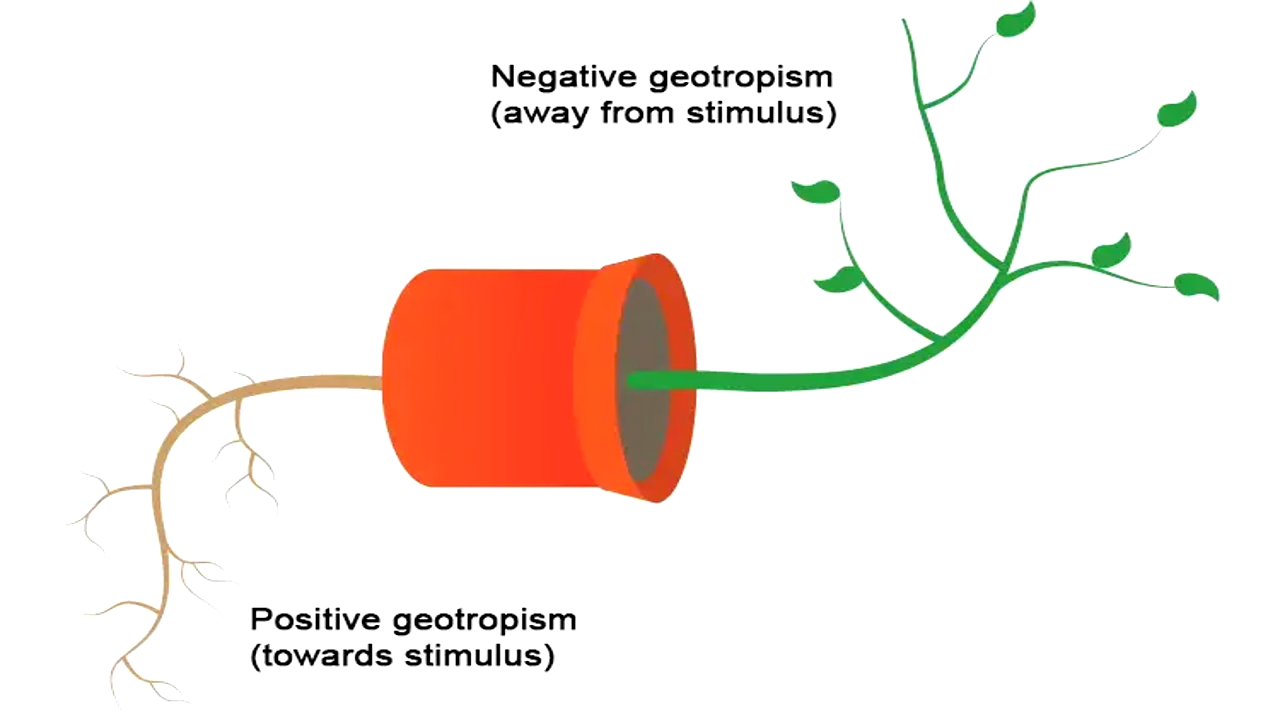 Negative geotropism
(away from stimulus)
Positive geotropism
(towards stimulus)